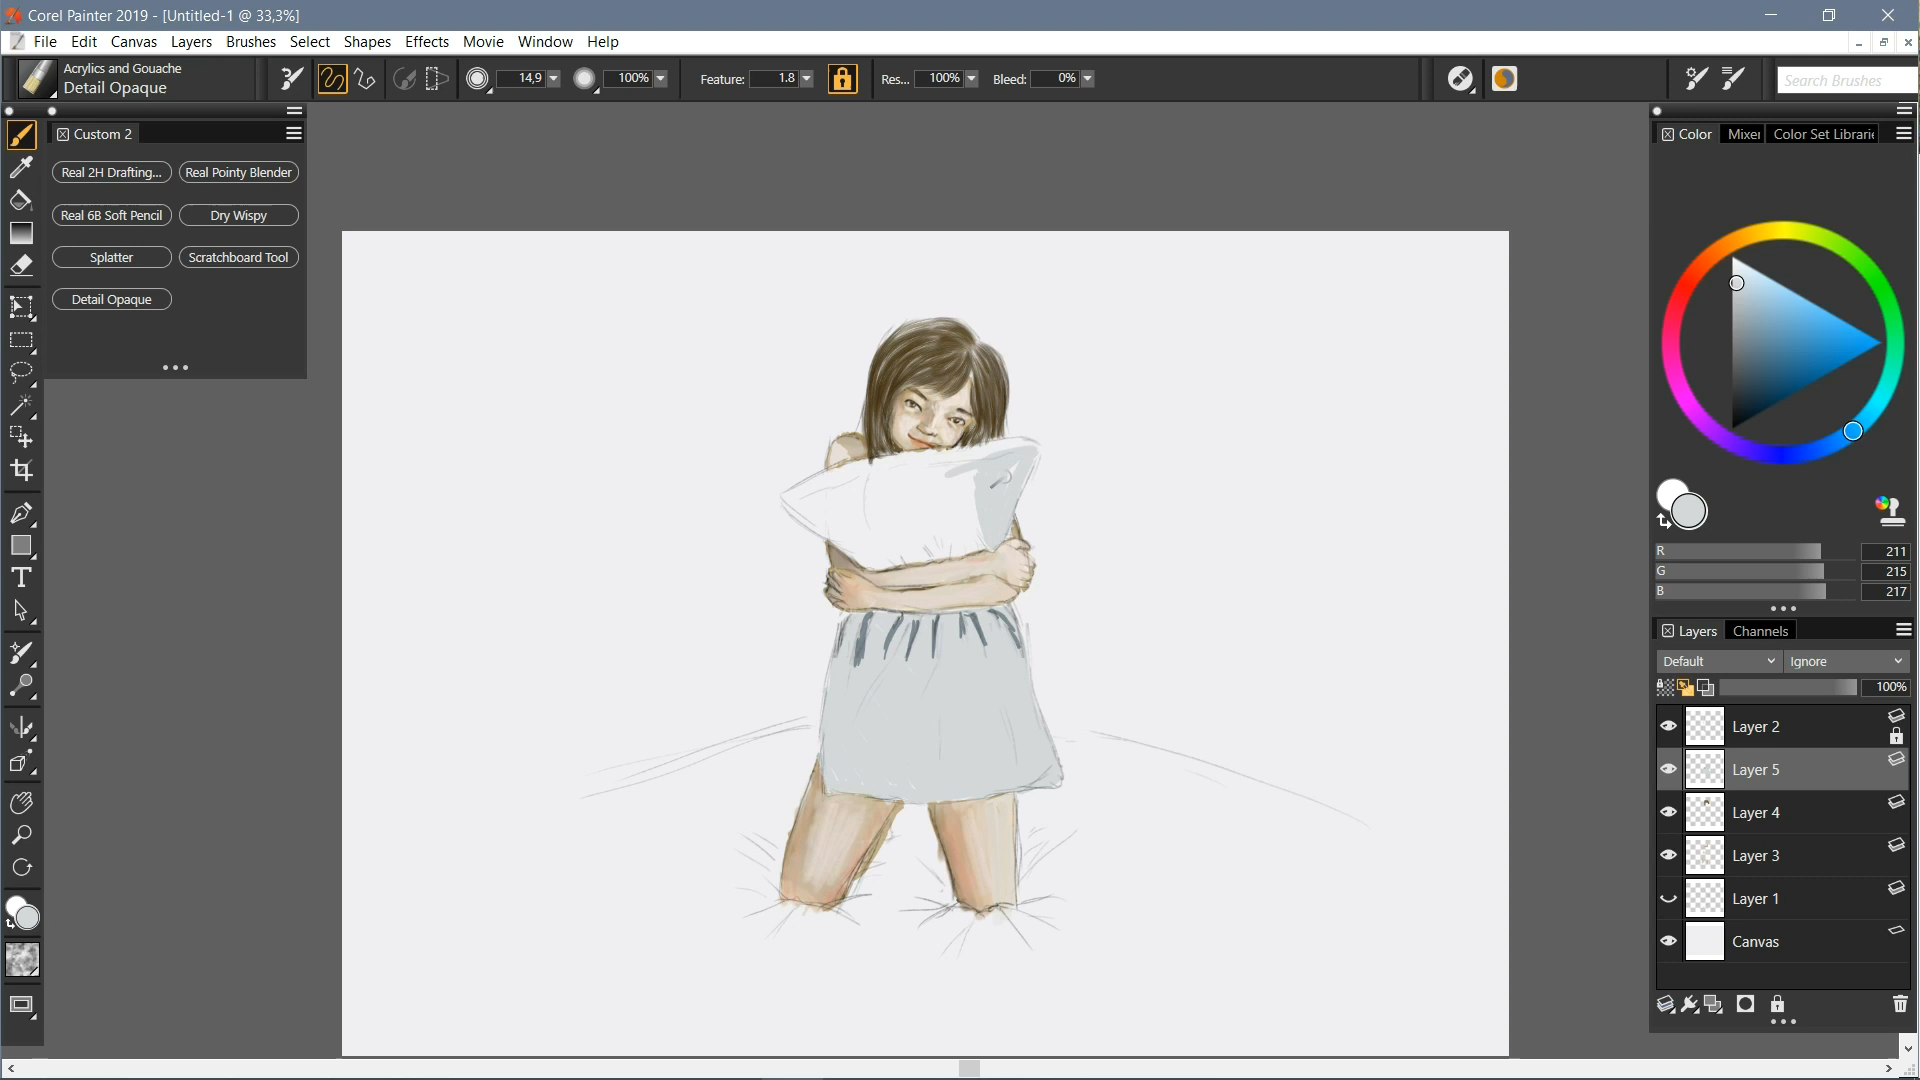 Corel Painter 2019 - [Untitled-1 @ 33,3%]
File Edit Canvas Layers Brushes Select Shapes Effects Movie Window Help
Acrylics and Gouache
Detail Opaque
14,9 100% Feature: 1.8 Res... 100% Bleed: 0% Search Brushes
Custom 2
Real 2H Drafting... Real Pointy Blender
Real 6B Soft Pencil Dry Wispy
Splatter Scratchboard Tool
Detail Opaque
Color Mixer Color Set Librarie
R 211
G 215
B 217
Layers Channels
Default Ignore
100%
Layer 2
Layer 5
Layer 4
Layer 3
Layer 1
Canvas